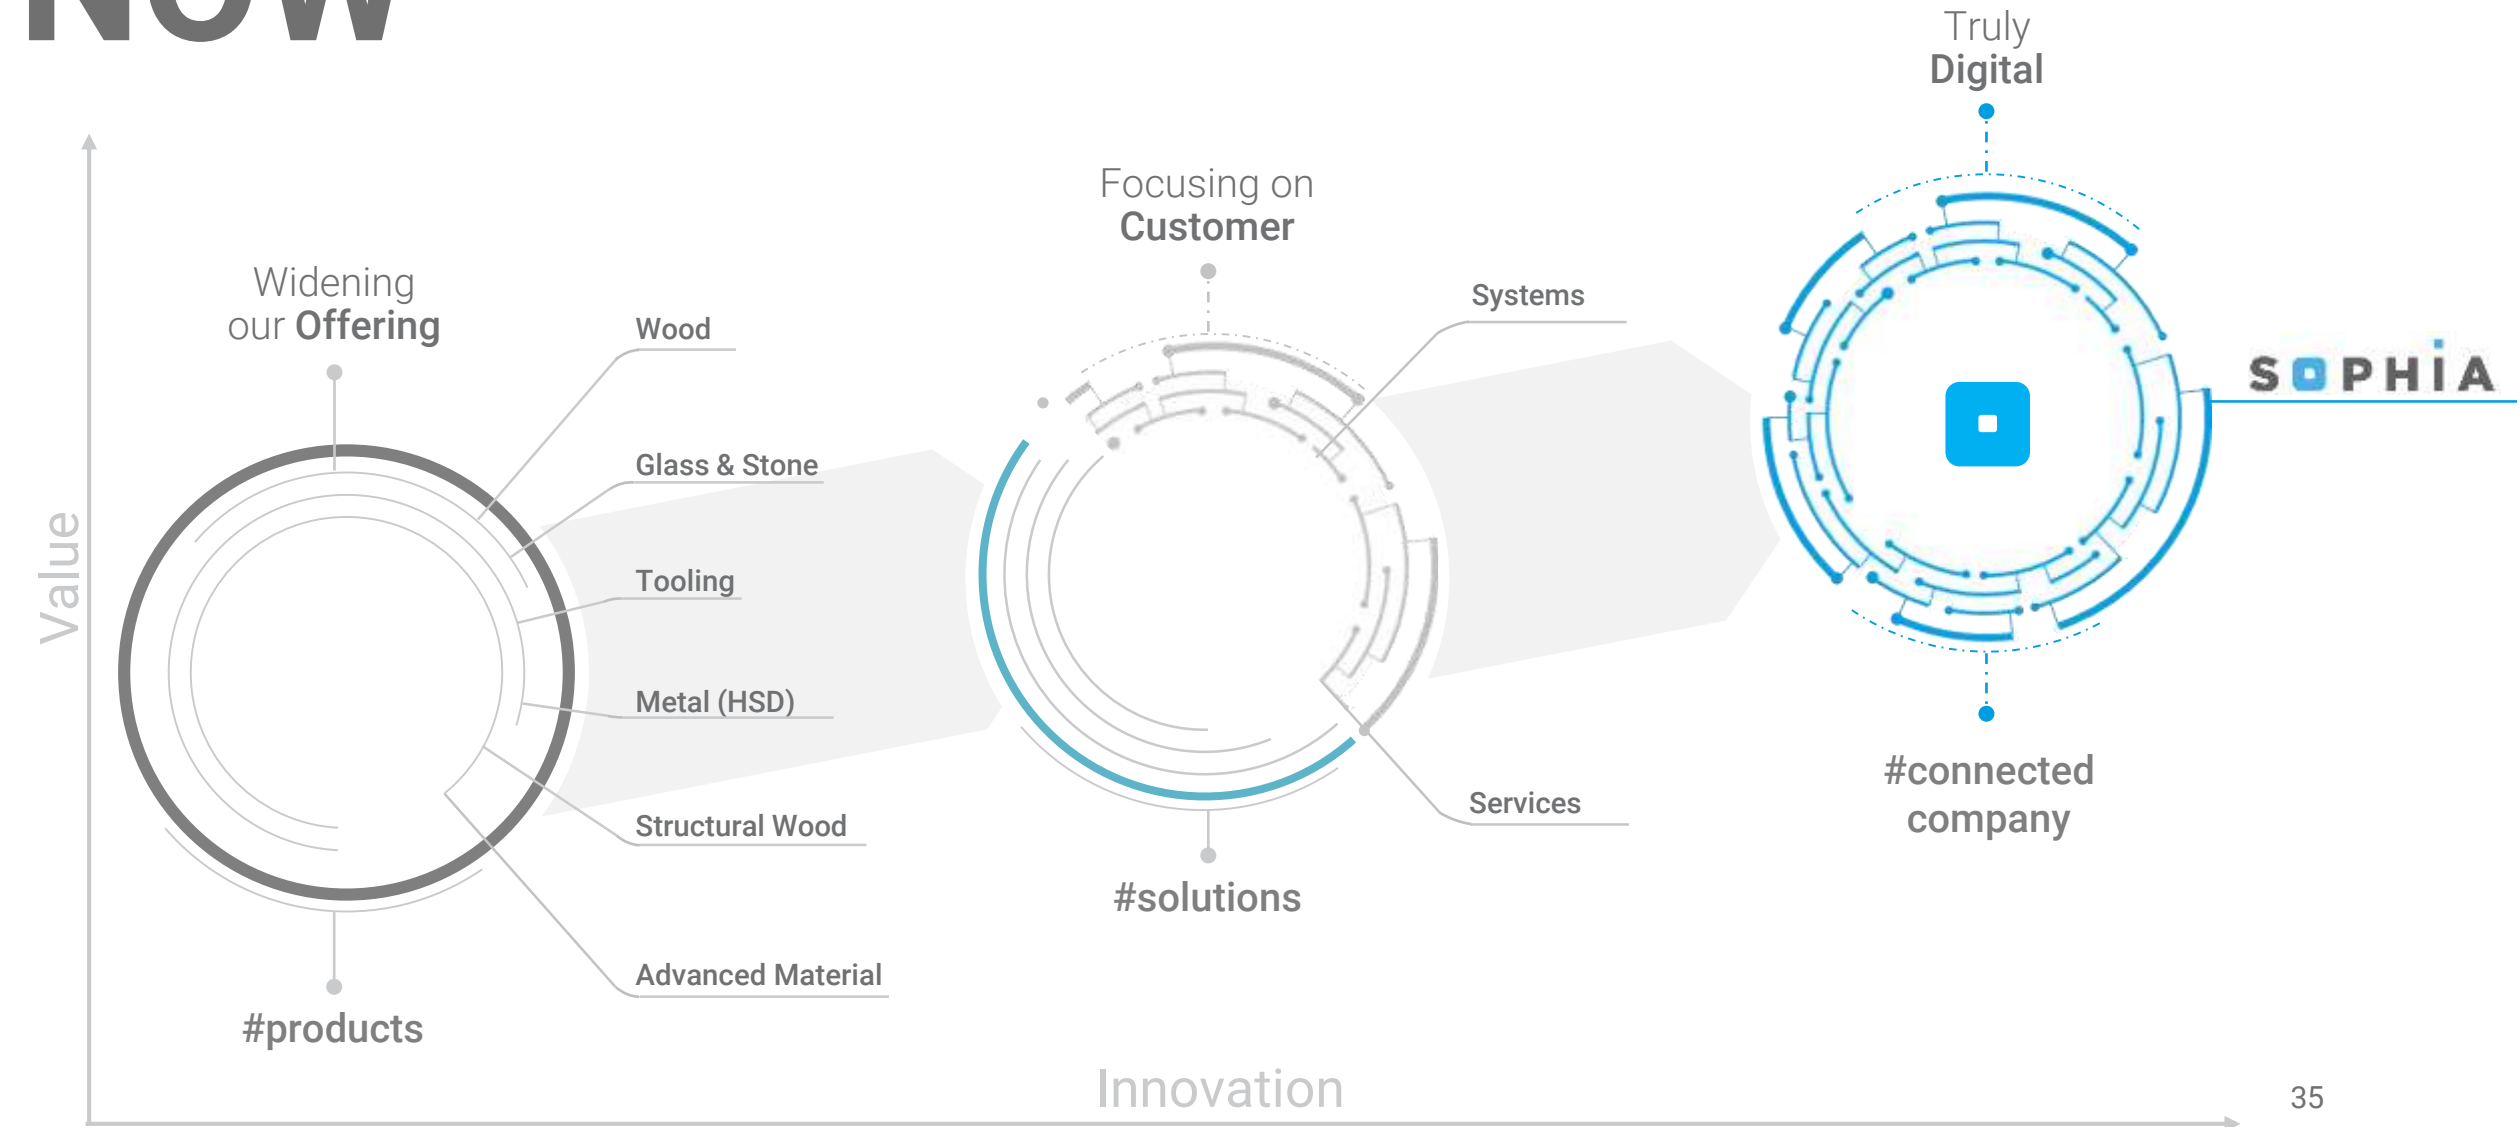 NOW
Truly
Digital
Focusing on
Customer
Widening
our Offering
Wood
Glass & Stone
Tooling
Metal (HSD)
Structural Wood
Advanced Material
#products
Systems
Services
#solutions
SOPHiA
#connected
company
Value
Innovation
35